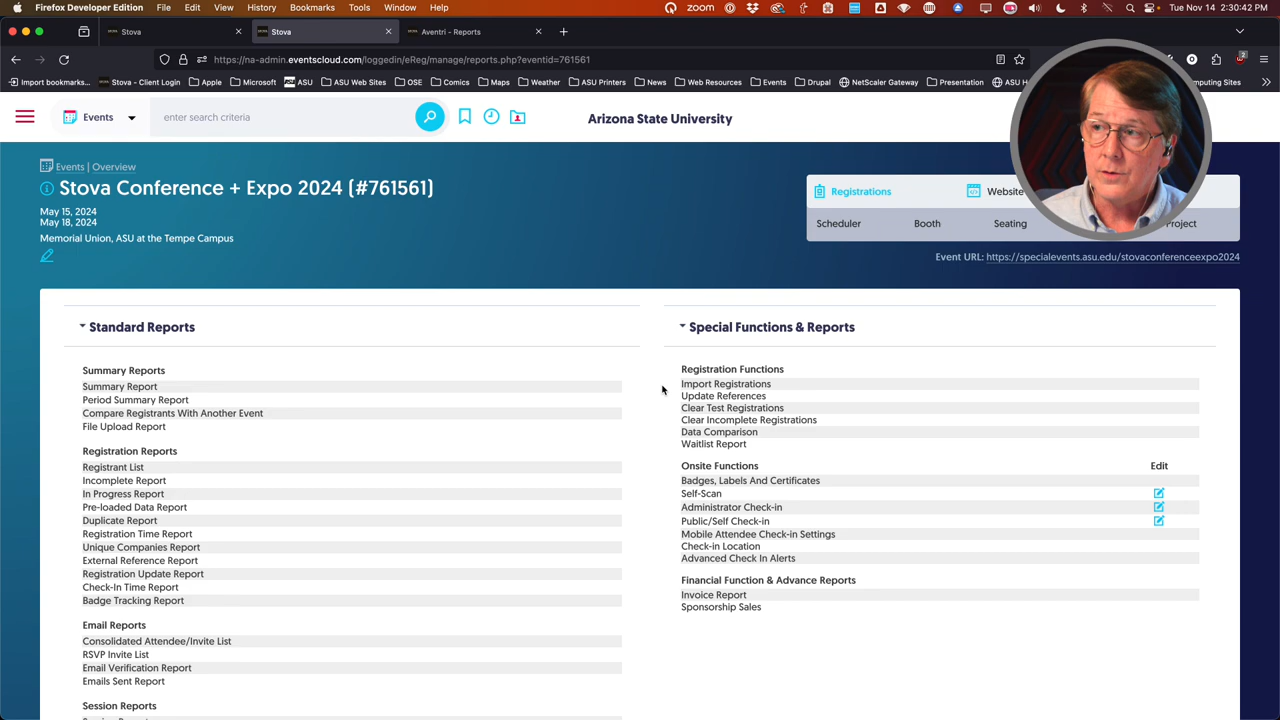 Firefox Developer Edition File Edit View History Bookmarks Tools Window Help
zoom
Tue Nov 14 2:30:42 PM
Stova
Stova
Aventri - Reports
https://na-admin.eventscloud.com/loggedin/eReg/manage/reports.php?eventid=761561
Import bookmarks... Stova - Client Login Apple Microsoft ASU ASU Web Sites OSE Comics Maps Weather ASU Printers News Web Resources Events Drupal NetScaler Gateway Presentation ASU H
puting Sites
Events
enter search criteria
Arizona State University
Events | Overview
Stova Conference + Expo 2024 (#761561)
May 15, 2024
May 18, 2024
Memorial Union, ASU at the Tempe Campus
Registrations
Website
Scheduler
Booth
Seating
Project
Event URL: https://specialevents.asu.edu/stovaconferenceexpo2024
Standard Reports
Summary Reports
Summary Report
Period Summary Report
Compare Registrants With Another Event
File Upload Report
Registration Reports
Registrant List
Incomplete Report
In Progress Report
Pre-loaded Data Report
Duplicate Report
Registration Time Report
Unique Companies Report
External Reference Report
Registration Update Report
Check-In Time Report
Badge Tracking Report
Email Reports
Consolidated Attendee/Invite List
RSVP Invite List
Email Verification Report
Emails Sent Report
Session Reports
Special Functions & Reports
Registration Functions
Import Registrations
Update References
Clear Test Registrations
Clear Incomplete Registrations
Data Comparison
Waitlist Report
Onsite Functions Edit
Badges, Labels And Certificates
Self-Scan
Administrator Check-in
Public/Self Check-in
Mobile Attendee Check-in Settings
Check-in Location
Advanced Check In Alerts
Financial Function & Advance Reports
Invoice Report
Sponsorship Sales